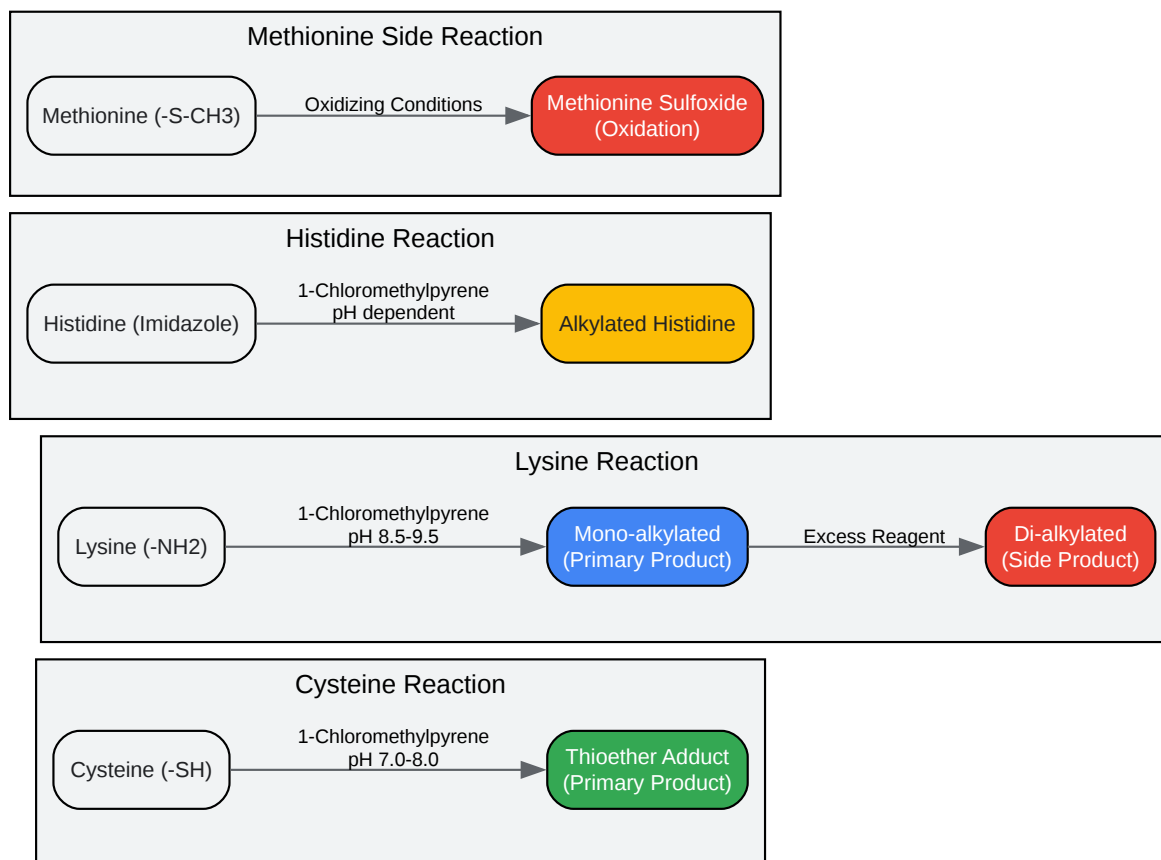 Methionine Side Reaction
Methionine (-S-CH3)
Oxidizing Conditions
Methionine Sulfoxide
(Oxidation)
Histidine Reaction
Histidine (Imidazole)
1-Chloromethylpyrene
pH dependent
Alkylated Histidine
Lysine Reaction
Lysine (-NH2)
1-Chloromethylpyrene
pH 8.5-9.5
Mono-alkylated
(Primary Product)
Excess Reagent
Di-alkylated
(Side Product)
Cysteine Reaction
Cysteine (-SH)
1-Chloromethylpyrene
pH 7.0-8.0
Thioether Adduct
(Primary Product)